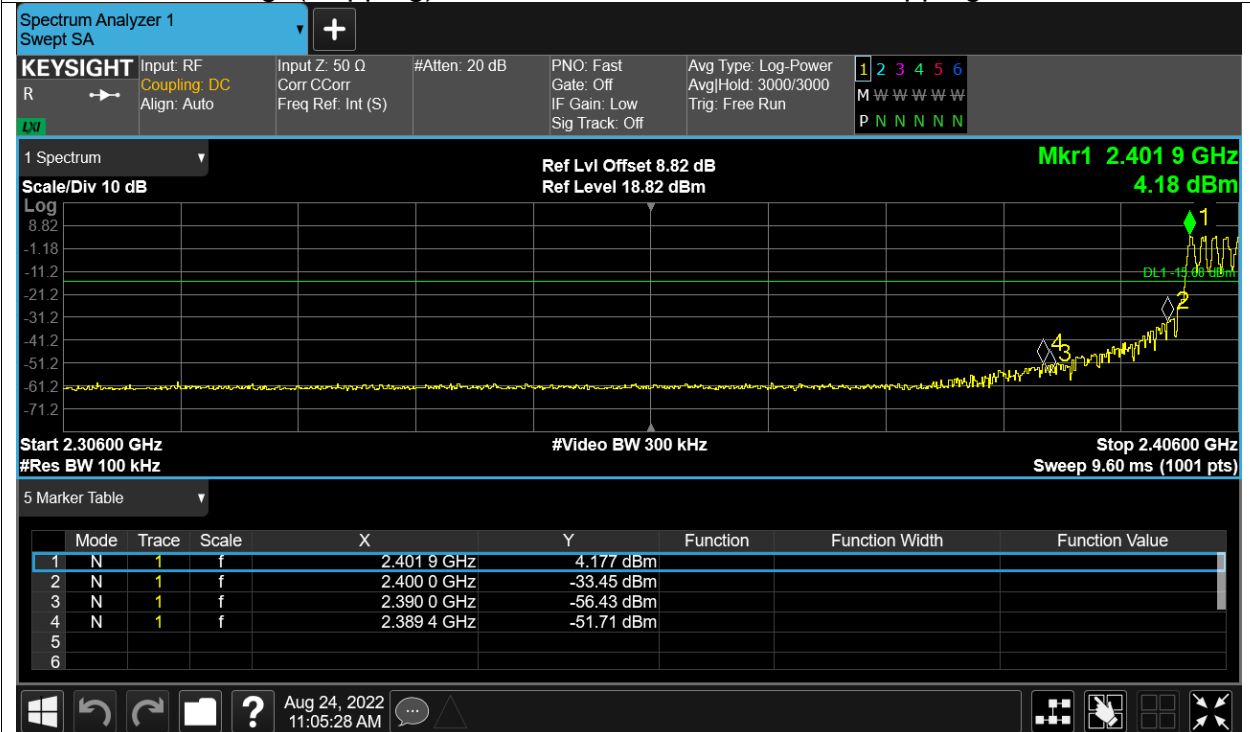 Spectrum Analyzer 1
Swept SA
+
KEYSIGHT Input: RF Input Z: 50 Ω #Atten: 20 dB PNO: Fast Avg Type: Log-Power 1 2 3 4 5 6
R Coupling: DC Corr CCorr Gate: Off Avg|Hold: 3000/3000 M W W W W W
Align: Auto Freq Ref: Int (S) IF Gain: Low Trig: Free Run
LXI Sig Track: Off P N N N N N
1 Spectrum Ref Lvl Offset 8.82 dB Mkr1 2.401 9 GHz
Scale/Div 10 dB Ref Level 18.82 dBm 4.18 dBm
Log
1
8.82
-1.18
-11.2
DL1 -15.00 dBm
-21.2
2
-31.2
-41.2
4
3
-51.2
-61.2
-71.2
Start 2.30600 GHz #Video BW 300 kHz Stop 2.40600 GHz
#Res BW 100 kHz Sweep 9.60 ms (1001 pts)
5 Marker Table
Mode Trace Scale X Y Function Function Width Function Value
1 N 1 f 2.401 9 GHz 4.177 dBm
2 N 1 f 2.400 0 GHz -33.45 dBm
3 N 1 f 2.390 0 GHz -56.43 dBm
4 N 1 f 2.389 4 GHz -51.71 dBm
5
6
? Aug 24, 2022
11:05:28 AM